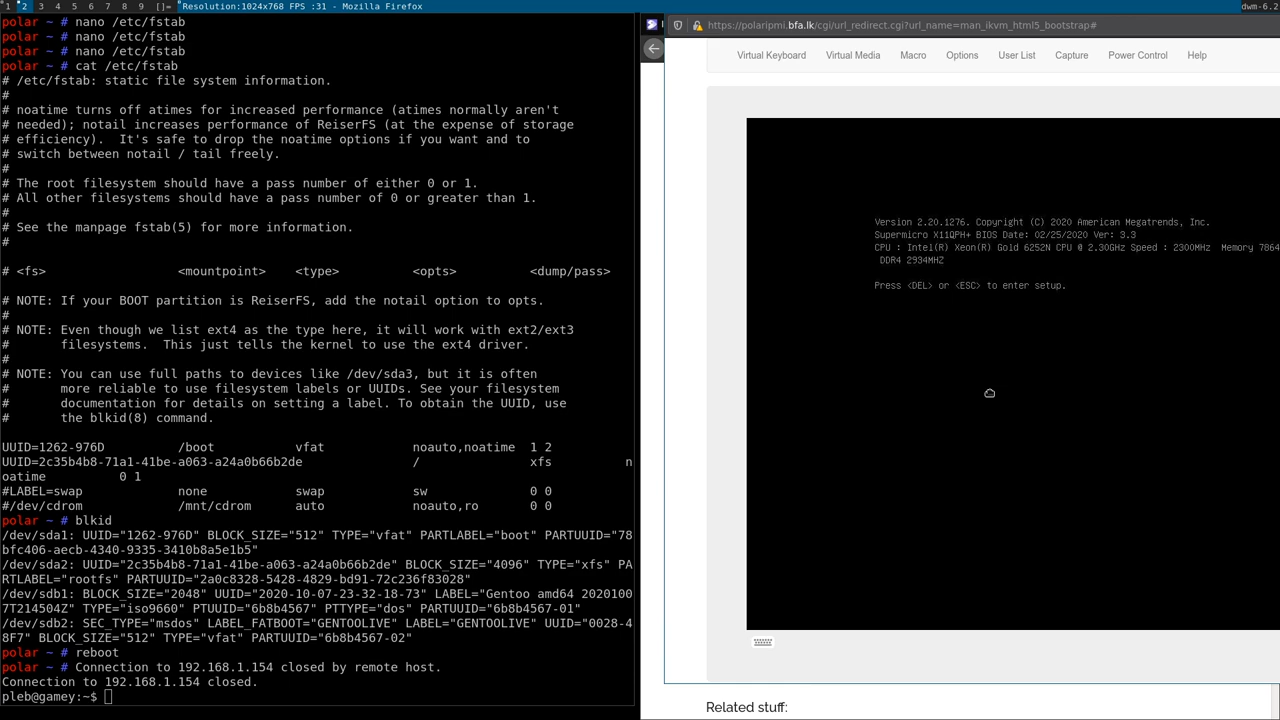 1 2 3 4 5 6 7 8 9 []= Resolution:1024x768 FPS :31 - Mozilla Firefox dwm-6.2
polar ~ # nano /etc/fstab
polar ~ # nano /etc/fstab
polar ~ # nano /etc/fstab
polar ~ # cat /etc/fstab
# /etc/fstab: static file system information.
#
# noatime turns off atimes for increased performance (atimes normally aren't
# needed); notail increases performance of ReiserFS (at the expense of storage
# efficiency).  It's safe to drop the noatime options if you want and to
# switch between notail / tail freely.
#
# The root filesystem should have a pass number of either 0 or 1.
# All other filesystems should have a pass number of 0 or greater than 1.
#
# See the manpage fstab(5) for more information.
#
# <fs>                  <mountpoint>    <type>          <opts>          <dump/pass>
# NOTE: If your BOOT partition is ReiserFS, add the notail option to opts.
#
# NOTE: Even though we list ext4 as the type here, it will work with ext2/ext3
#       filesystems.  This just tells the kernel to use the ext4 driver.
#
# NOTE: You can use full paths to devices like /dev/sda3, but it is often
#       more reliable to use filesystem labels or UUIDs. See your filesystem
#       documentation for details on setting a label. To obtain the UUID, use
#       the blkid(8) command.
UUID=1262-976D          /boot           vfat            noauto,noatime  1 2
UUID=2c35b4b8-71a1-41be-a063-a24a0b66b2de               /               xfs             n
oatime          0 1
#LABEL=swap             none            swap            sw              0 0
#/dev/cdrom             /mnt/cdrom      auto            noauto,ro       0 0
polar ~ # blkid
/dev/sda1: UUID="1262-976D" BLOCK_SIZE="512" TYPE="vfat" PARTLABEL="boot" PARTUUID="78
bfc406-aecb-4340-9335-3410b8a5e1b5"
/dev/sda2: UUID="2c35b4b8-71a1-41be-a063-a24a0b66b2de" BLOCK_SIZE="4096" TYPE="xfs" PA
RTLABEL="rootfs" PARTUUID="2a0c8328-5428-4829-bd91-72c236f83028"
/dev/sdb1: BLOCK_SIZE="2048" UUID="2020-10-07-23-32-18-73" LABEL="Gentoo amd64 2020100
7T214504Z" TYPE="iso9660" PTUUID="6b8b4567" PTTYPE="dos" PARTUUID="6b8b4567-01"
/dev/sdb2: SEC_TYPE="msdos" LABEL_FATBOOT="GENTOOLIVE" LABEL="GENTOOLIVE" UUID="0028-4
8F7" BLOCK_SIZE="512" TYPE="vfat" PARTUUID="6b8b4567-02"
polar ~ # reboot
polar ~ # Connection to 192.168.1.154 closed by remote host.
Connection to 192.168.1.154 closed.
pleb@gamey:~$
https://polaripmi.bfa.lk/cgi/url_redirect.cgi?url_name=man_ikvm_html5_bootstrap#
Virtual Keyboard Virtual Media Macro Options User List Capture Power Control Help
Version 2.20.1276. Copyright (C) 2020 American Megatrends, Inc.
Supermicro X11QPH+ BIOS Date: 02/25/2020 Ver: 3.3
CPU : Intel(R) Xeon(R) Gold 6252N CPU @ 2.30GHz Speed : 2300MHz  Memory 7864
DDR4 2934MHZ
Press <DEL> or <ESC> to enter setup.
Related stuff: